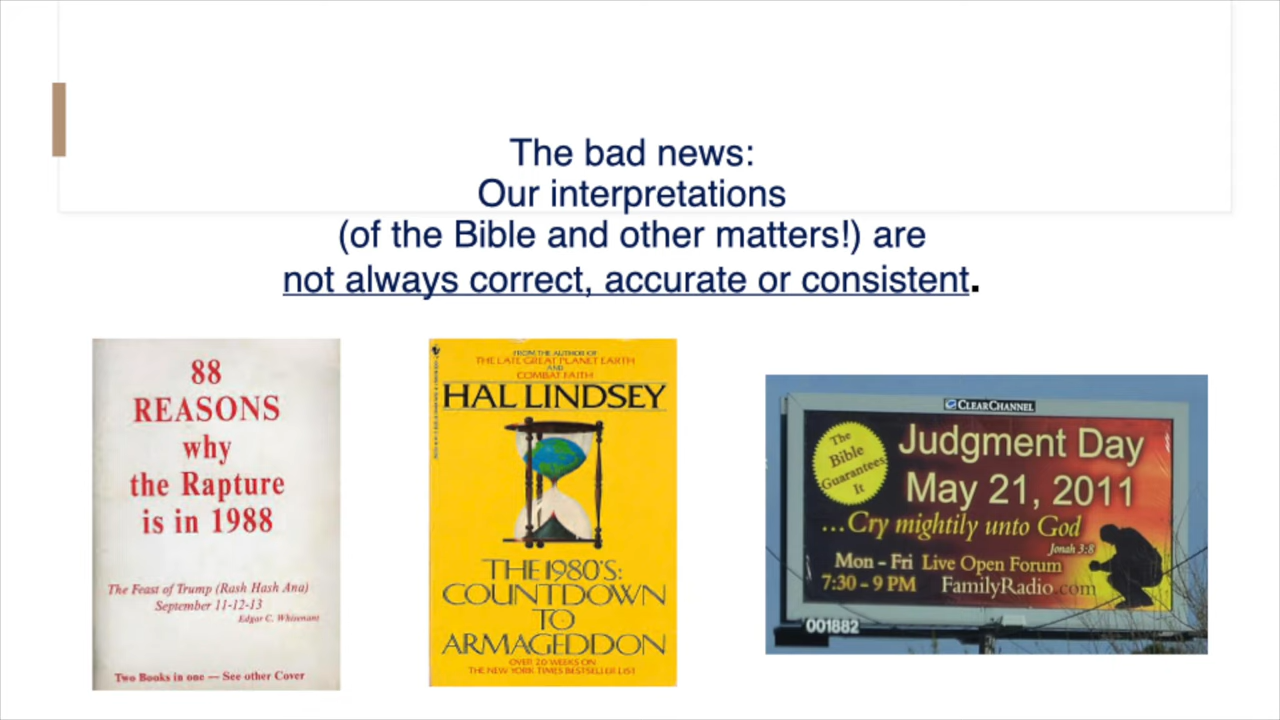 The bad news:
Our interpretations
(of the Bible and other matters!) are
not always correct, accurate or consistent.
88
REASONS
why
the Rapture
is in 1988
The Feast of Trump (Rash Hash Ana)
September 11-12-13
Edgar C. Whisenant
Two Books in one — See other Cover
FROM THE AUTHOR OF
THE LATE GREAT PLANET EARTH
AND
COMBAT FAITH
HAL LINDSEY
THE 1980'S:
COUNTDOWN
TO
ARMAGEDDON
OVER 20 WEEKS ON
THE NEW YORK TIMES BESTSELLER LIST
CLEARCHANNEL
The
Bible
Guarantees
It
Judgment Day
May 21, 2011
...Cry mightily unto God
Jonah 3:8
Mon - Fri Live Open Forum
7:30 - 9 PM FamilyRadio.com
001882